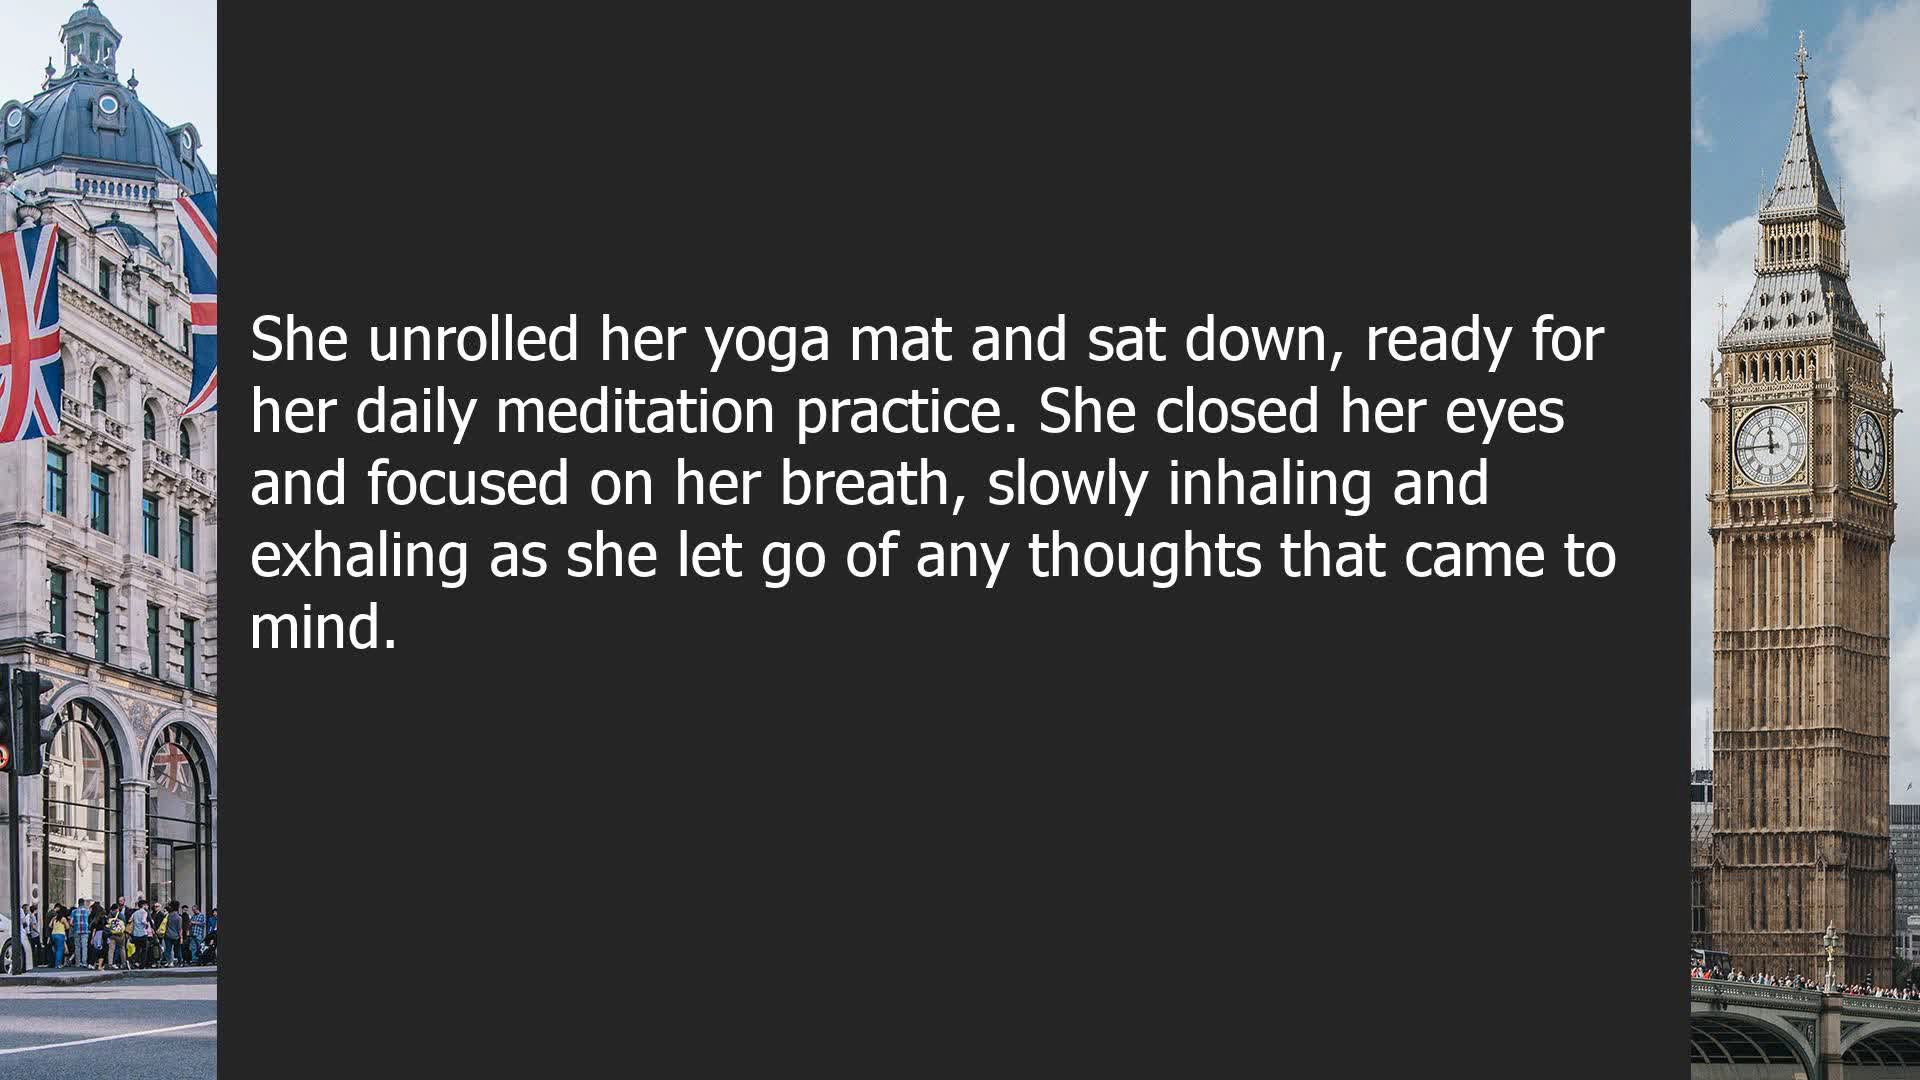 She unrolled her yoga mat and sat down, ready for
her daily meditation practice. She closed her eyes
and focused on her breath, slowly inhaling and
exhaling as she let go of any thoughts that came to
mind.